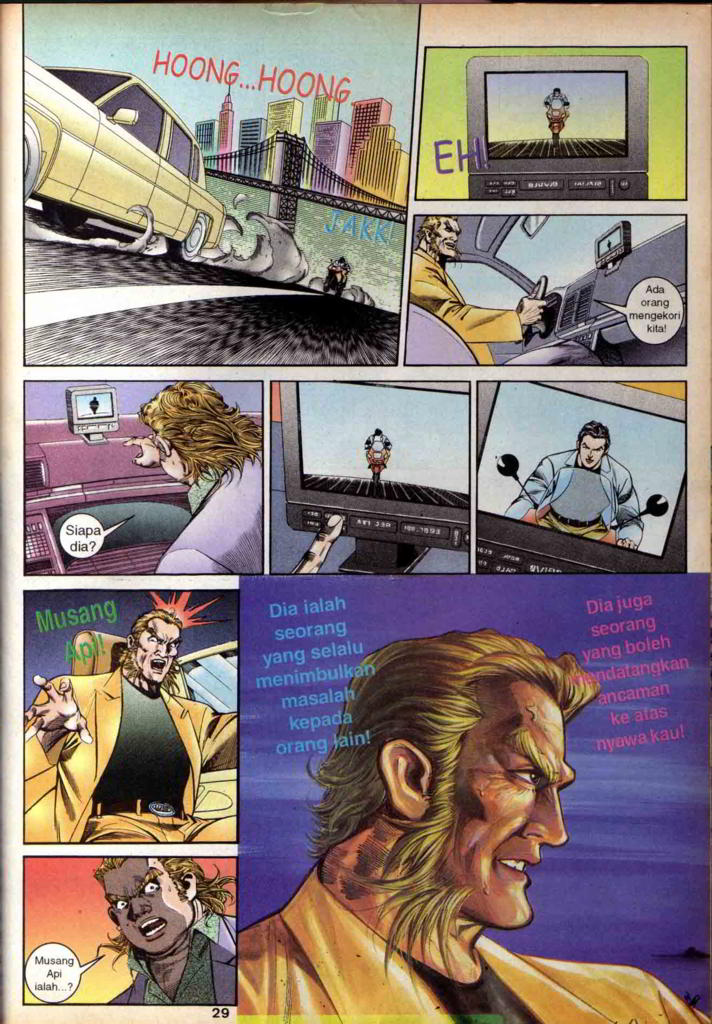 HOONG...HOONG
JAKK
EH!
Ada
orang
mengekori
kita!
Siapa
dia?
Musang
Api!
Dia ialah
seorang
yang selalu
menimbulkan
masalah
kepada
orang lain!
Dia juga
seorang
yang boleh
mendatangkan
ancaman
ke atas
nyawa kau!
Musang
Api
ialah...?
29